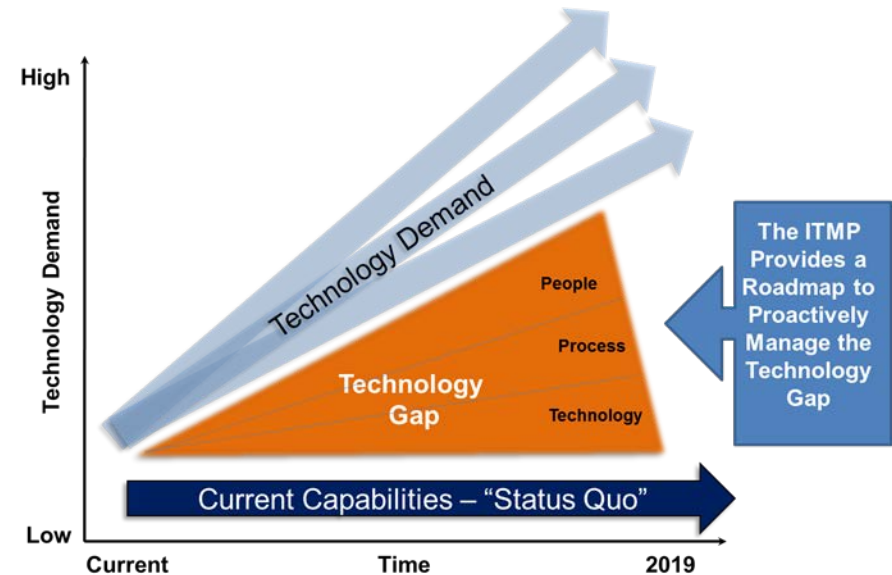 High
Technology Demand
Low
Technology Demand
People
Process
Technology
Technology
Gap
Current Capabilities – “Status Quo”
Current
Time
2019
The ITMP
Provides a
Roadmap to
Proactively
Manage the
Technology
Gap